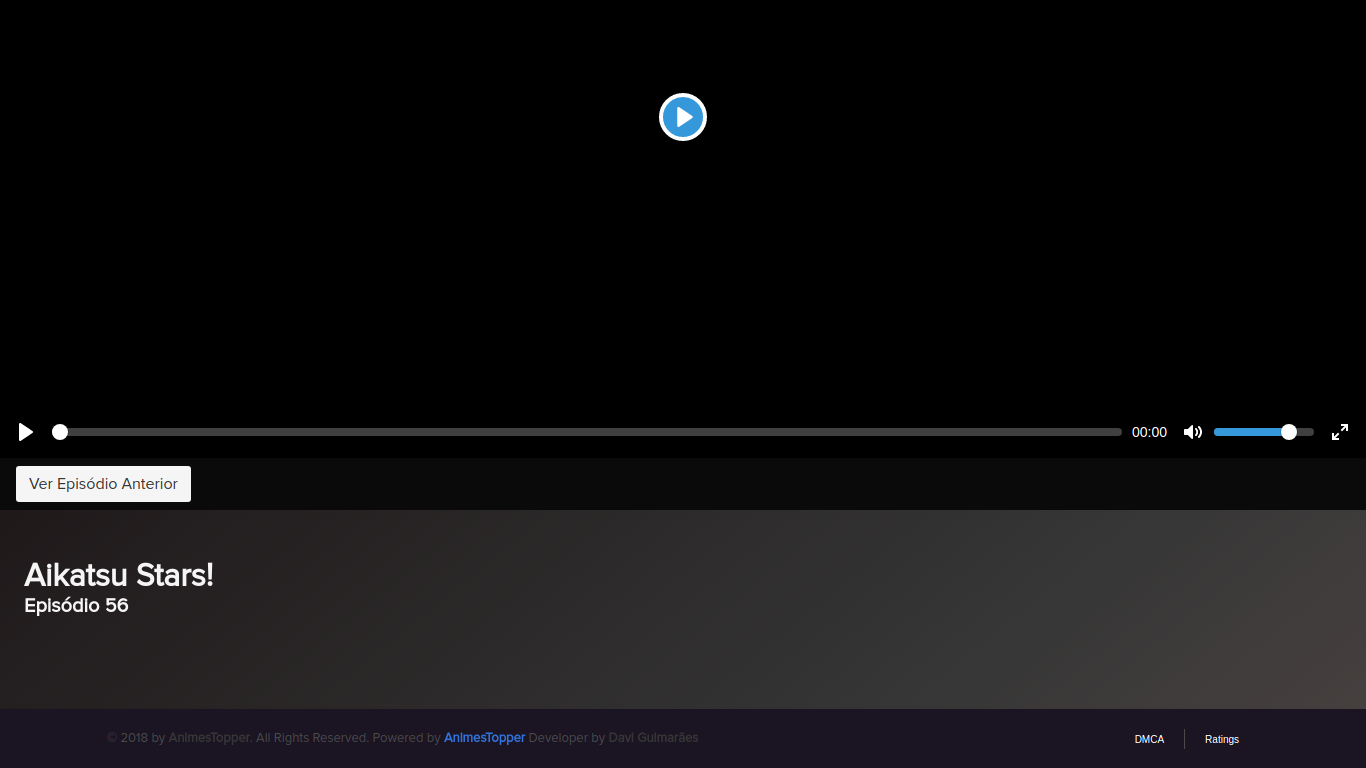 00:00
Ver Episódio Anterior
Aikatsu Stars!
Episódio 56
© 2018 by AnimesTopper. All Rights Reserved. Powered by AnimesTopper Developer by Davi Guimarães
DMCA
Ratings